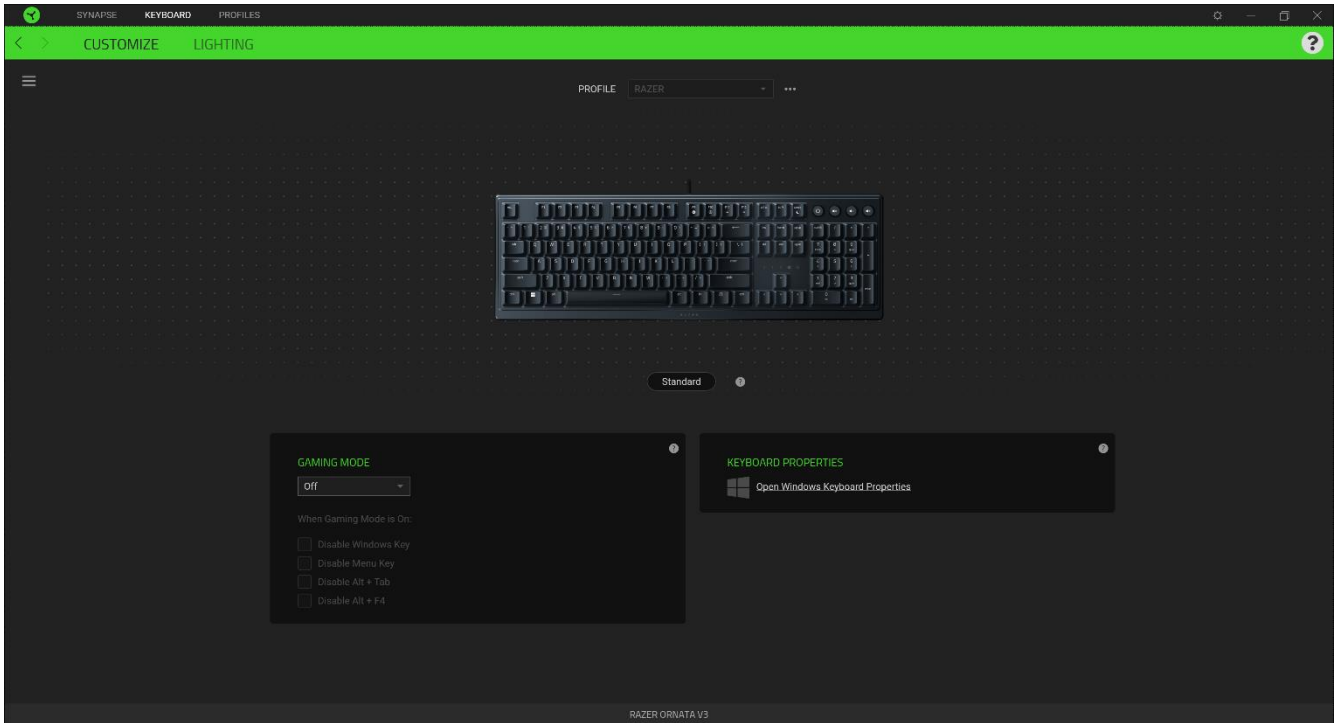 SYNAPSE KEYBOARD PROFILES
CUSTOMIZE LIGHTING
?
PROFILE RAZER
Standard ?
?
GAMING MODE
Off
When Gaming Mode is On:
Disable Windows Key
Disable Menu Key
Disable Alt + Tab
Disable Alt + F4
?
KEYBOARD PROPERTIES
Open Windows Keyboard Properties
RAZER ORNATA V3